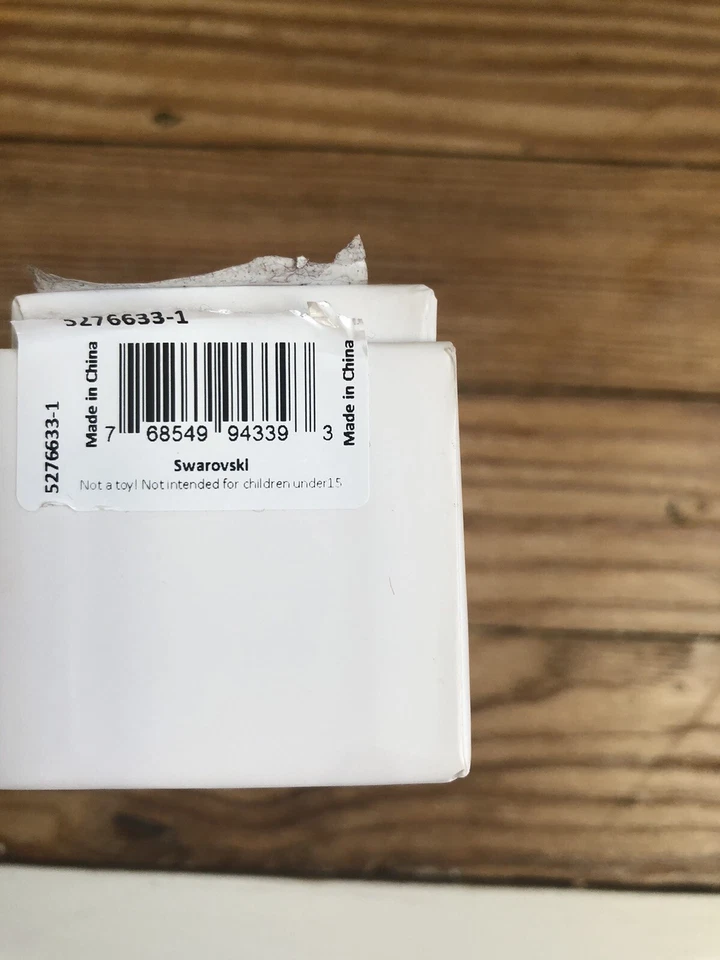 5276633-1
5276633-1
Made in China
7 68549 94339 3
Made in China
Swarovski
Not a toy! Not intended for children under15